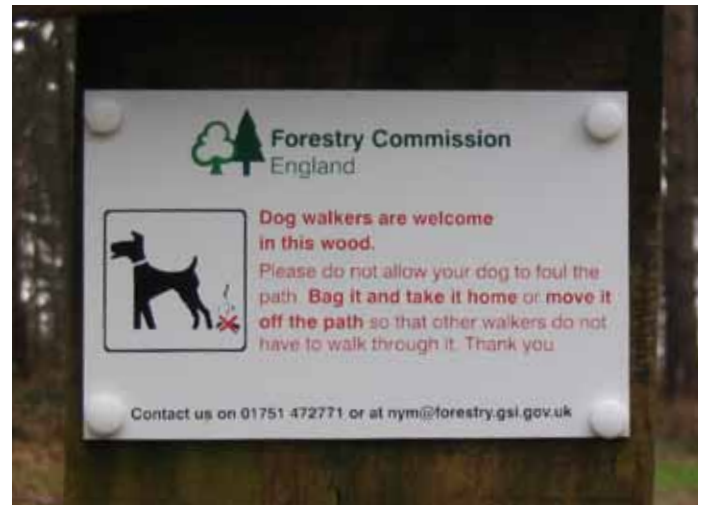 Forestry Commission
England
Dog walkers are welcome
in this wood.
Please do not allow your dog to foul the
path. Bag it and take it home or move it
off the path so that other walkers do not
have to walk through it. Thank you
Contact us on 01751 472771 or at nym@forestry.gsi.gov.uk